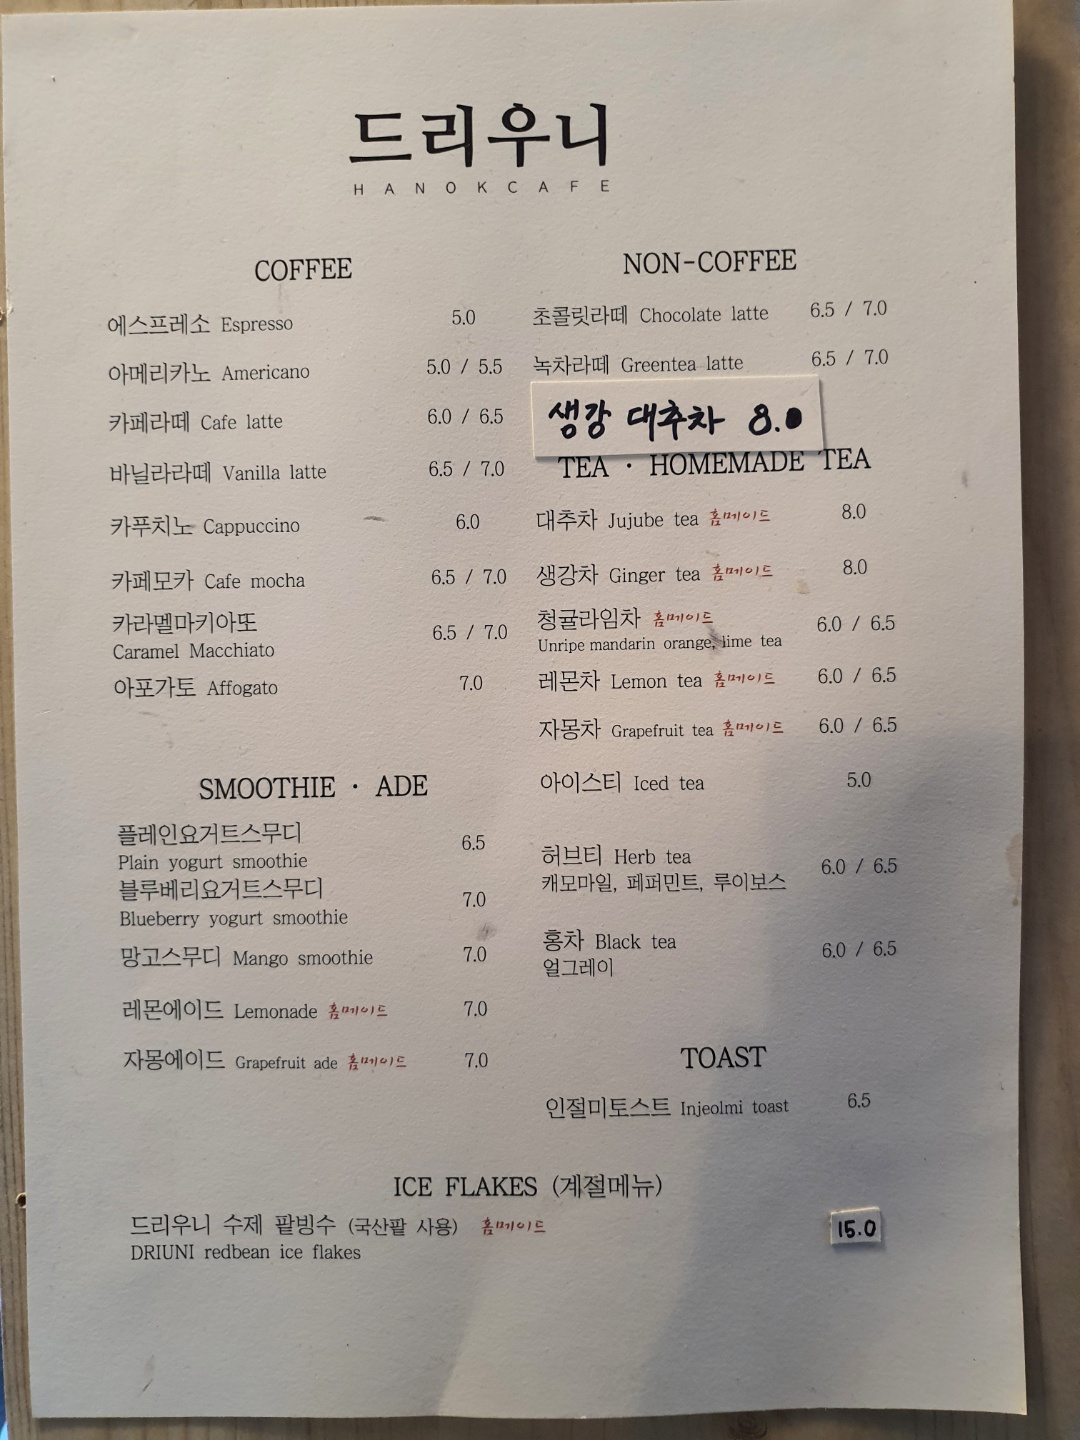 드리우니
HANOKCAFE
COFFEE
에스프레소 Espresso 5.0
아메리카노 Americano 5.0 / 5.5
카페라떼 Cafe latte 6.0 / 6.5
바닐라라떼 Vanilla latte 6.5 / 7.0
카푸치노 Cappuccino 6.0
카페모카 Cafe mocha 6.5 / 7.0
카라멜마키아또 6.5 / 7.0
Caramel Macchiato
아포가토 Affogato 7.0
SMOOTHIE · ADE
플레인요거트스무디 6.5
Plain yogurt smoothie
블루베리요거트스무디 7.0
Blueberry yogurt smoothie
망고스무디 Mango smoothie 7.0
레몬에이드 Lemonade 홈메이드 7.0
자몽에이드 Grapefruit ade 홈메이드 7.0
NON-COFFEE
초콜릿라떼 Chocolate latte 6.5 / 7.0
녹차라떼 Greentea latte 6.5 / 7.0
생강 대추차 8.0
TEA · HOMEMADE TEA
대추차 Jujube tea 홈메이드 8.0
생강차 Ginger tea 홈메이드 8.0
청귤라임차 홈메이드 6.0 / 6.5
Unripe mandarin orange, lime tea
레몬차 Lemon tea 홈메이드 6.0 / 6.5
자몽차 Grapefruit tea 홈메이드 6.0 / 6.5
아이스티 Iced tea 5.0
허브티 Herb tea 6.0 / 6.5
캐모마일, 페퍼민트, 루이보스
홍차 Black tea 6.0 / 6.5
얼그레이
TOAST
인절미토스트 Injeolmi toast 6.5
ICE FLAKES (계절메뉴)
드리우니 수제 팥빙수 (국산팥 사용) 홈메이드 15.0
DRIUNI redbean ice flakes